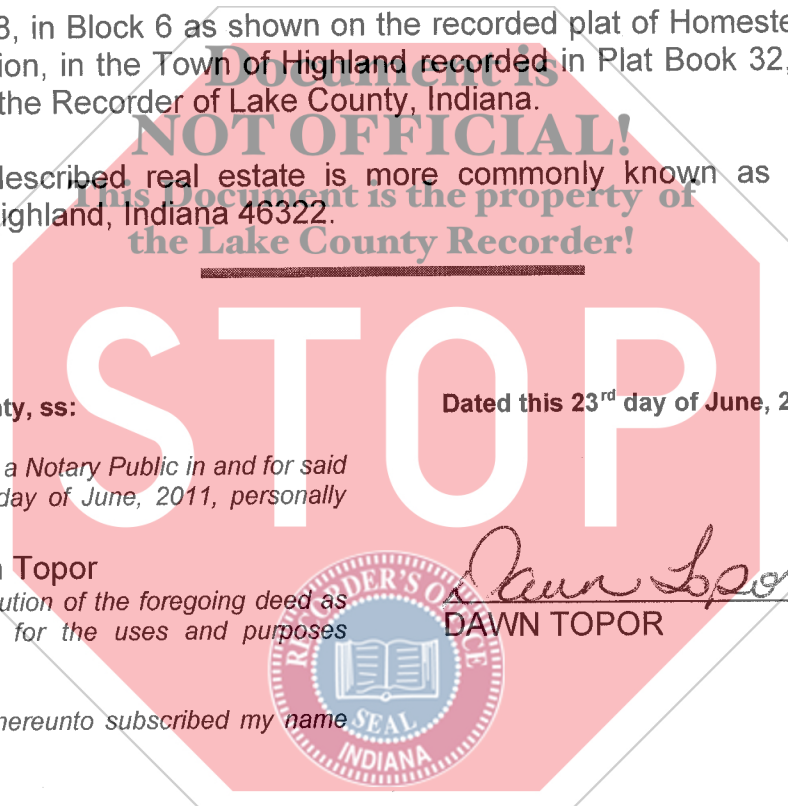 8, in Block 6 as shown on the recorded plat of Homeste
ion, in the Town of Highland recorded in Plat Book 32,
Document is
the Recorder of Lake County, Indiana.
NOT OFFICIAL!
described real estate is more commonly known as
This Document is the property of
ighland, Indiana 46322.
the Lake County Recorder!
STOP
nty, ss:
Dated this 23rd day of June, 2
a Notary Public in and for said
day of June, 2011, personally
n Topor
ution of the foregoing deed as
for the uses and purposes
Dawn Topor
DAWN TOPOR
hereunto subscribed my name
RECORDER'S OFFICE
SEAL
INDIANA